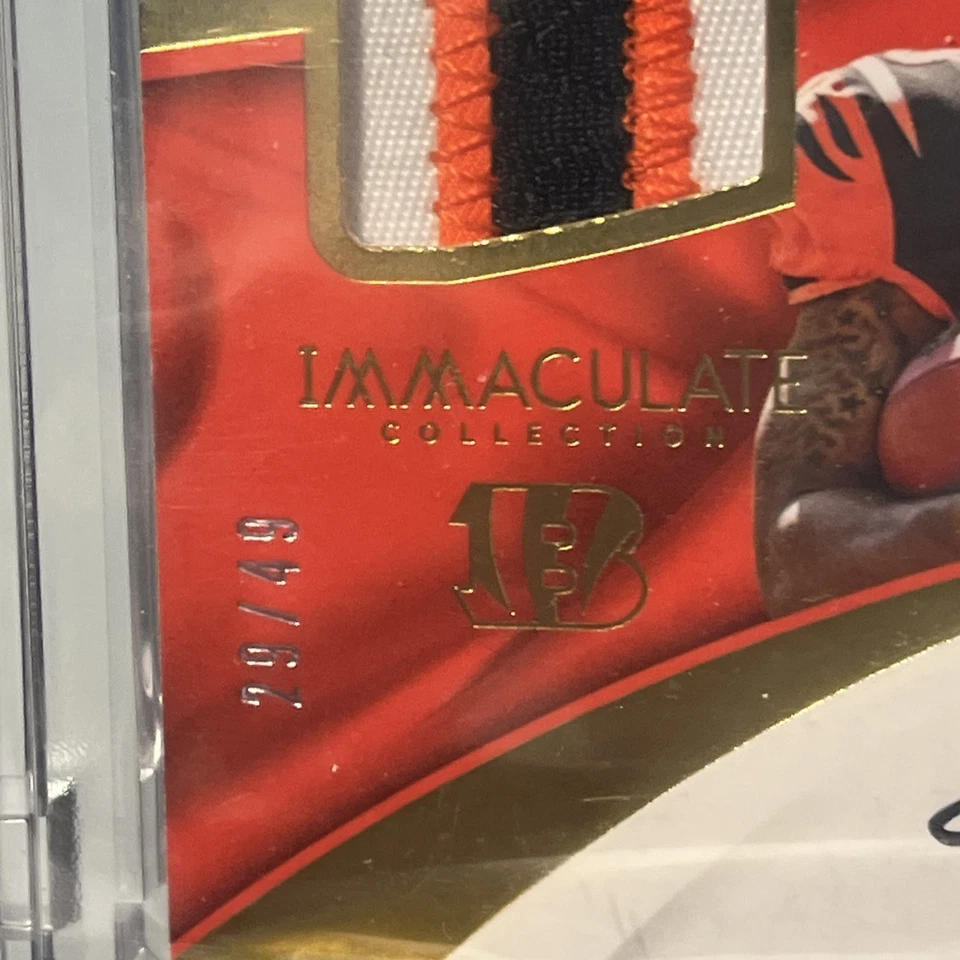 IMMACULATE
COLLECTION
B
29/49